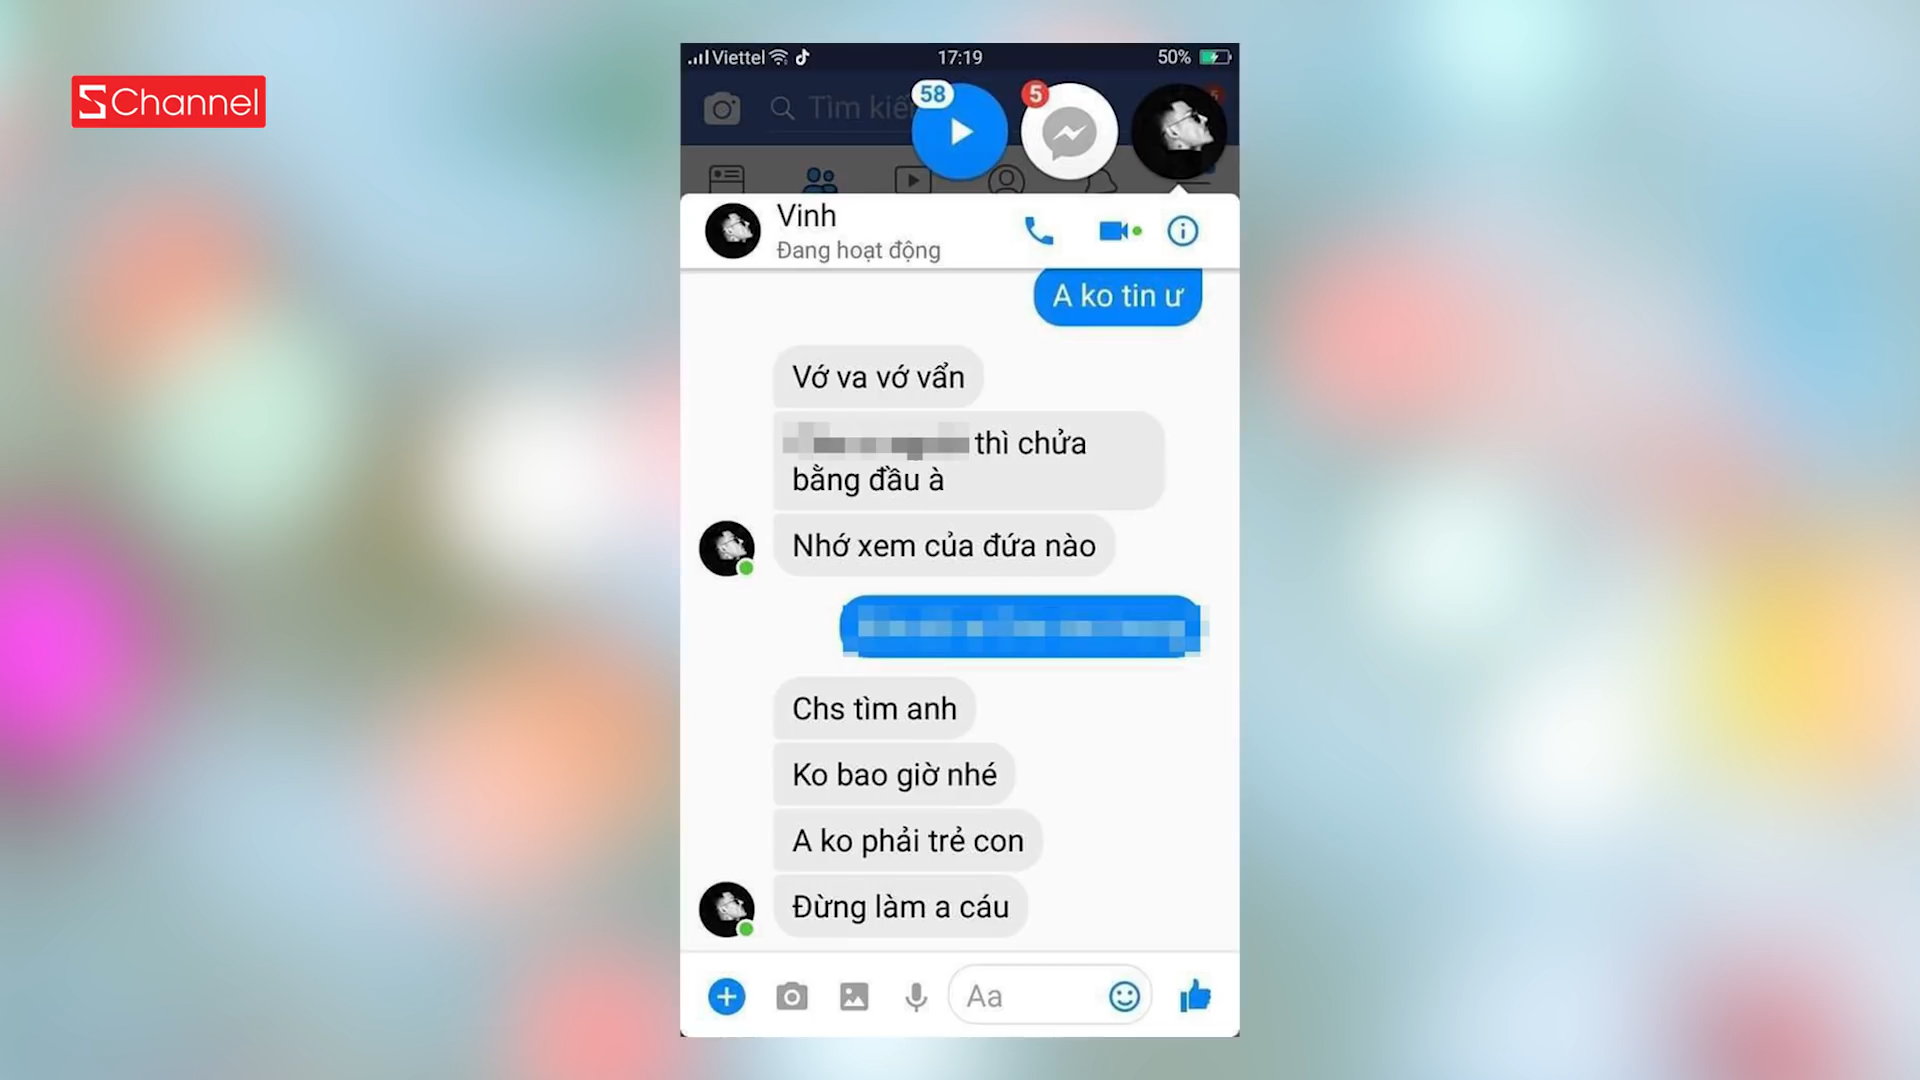 SChannel
Viettel
17:19
50%
Tìm kiế
58
5
Vinh
Đang hoạt động
A ko tin ư
Vớ va vớ vẩn
thì chửa
bằng đầu à
Nhớ xem của đứa nào
Chs tìm anh
Ko bao giờ nhé
A ko phải trẻ con
Đừng làm a cáu
Aa